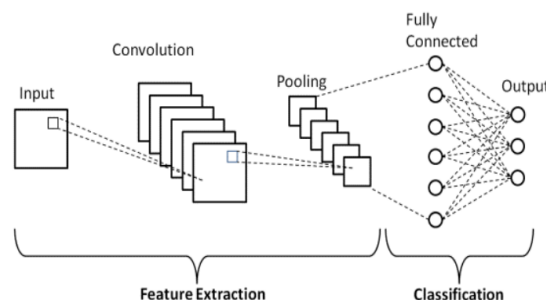 Fully
Connected
Convolution
Pooling
Input
Output
Feature Extraction
Classification